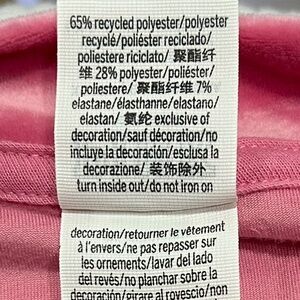 65% recycled polyester/polyester
recyclé/poliéster reciclado/
poliestere riciclato/ 聚酯纤
维 28% polyester/poliéster/
poliestere/ 聚酯纤维 7%
elastane/élasthanne/elastano/
elastan/ 氨纶 exclusive of
decoration/sauf décoration/no
incluye la decoración/esclusa la
decorazione/ 装饰除外
turn inside out/do not iron on
decoration/retourner le vêtement
à l'envers/ne pas repasser sur
les ornements/lavar del lado
del revés/no planchar sobre la
decoración/girare al rovescio/non